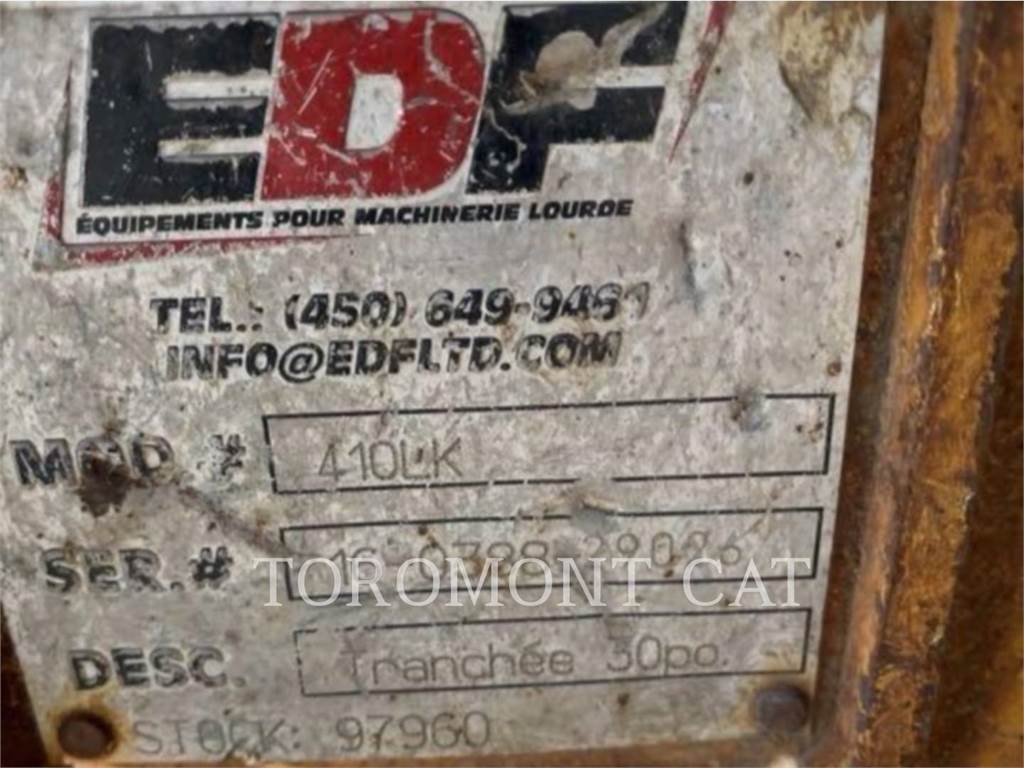 EDF
ÉQUIPEMENTS POUR MACHINERIE LOURDE
TEL.: (450) 649-9461
INFO@EDFLTD.COM
MOD. # 410LK
SER.#
TOROMONT CAT
DESC. Tranchée 30po.
STOCK: 97960